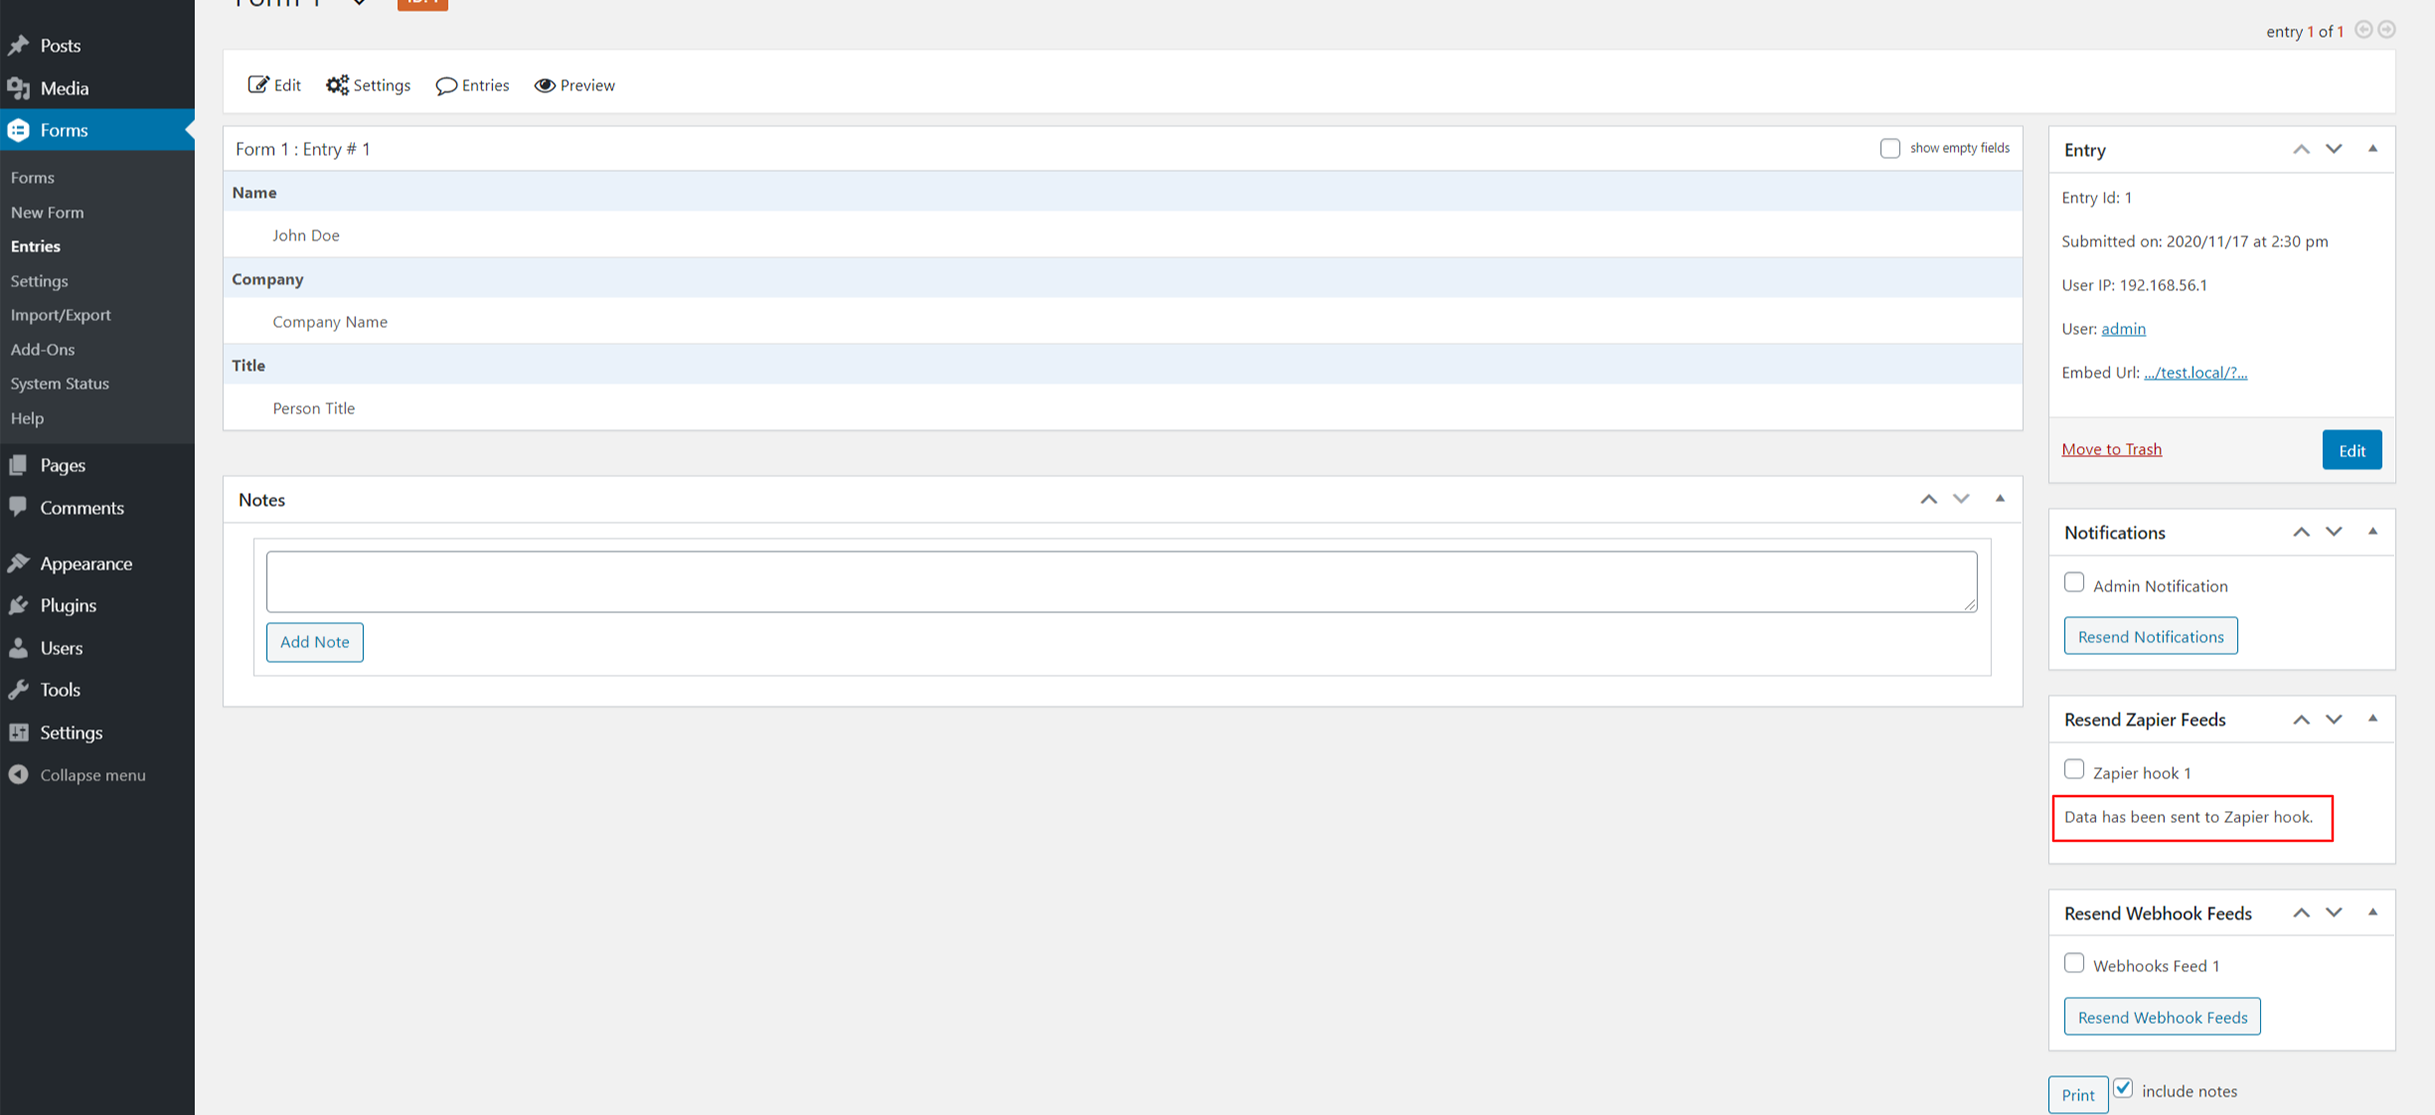 Form 1
entry 1 of 1
Posts
Media
Forms
Forms
New Form
Entries
Settings
Import/Export
Add-Ons
System Status
Help
Pages
Comments
Appearance
Plugins
Users
Tools
Settings
Collapse menu
Edit Settings Entries Preview
Form 1 : Entry # 1
show empty fields
Name
John Doe
Company
Company Name
Title
Person Title
Notes
Add Note
Entry
Entry Id: 1
Submitted on: 2020/11/17 at 2:30 pm
User IP: 192.168.56.1
User: admin
Embed Url: .../test.local/?...
Move to Trash
Edit
Notifications
Admin Notification
Resend Notifications
Resend Zapier Feeds
Zapier hook 1
Data has been sent to Zapier hook.
Resend Webhook Feeds
Webhooks Feed 1
Resend Webhook Feeds
Print
include notes